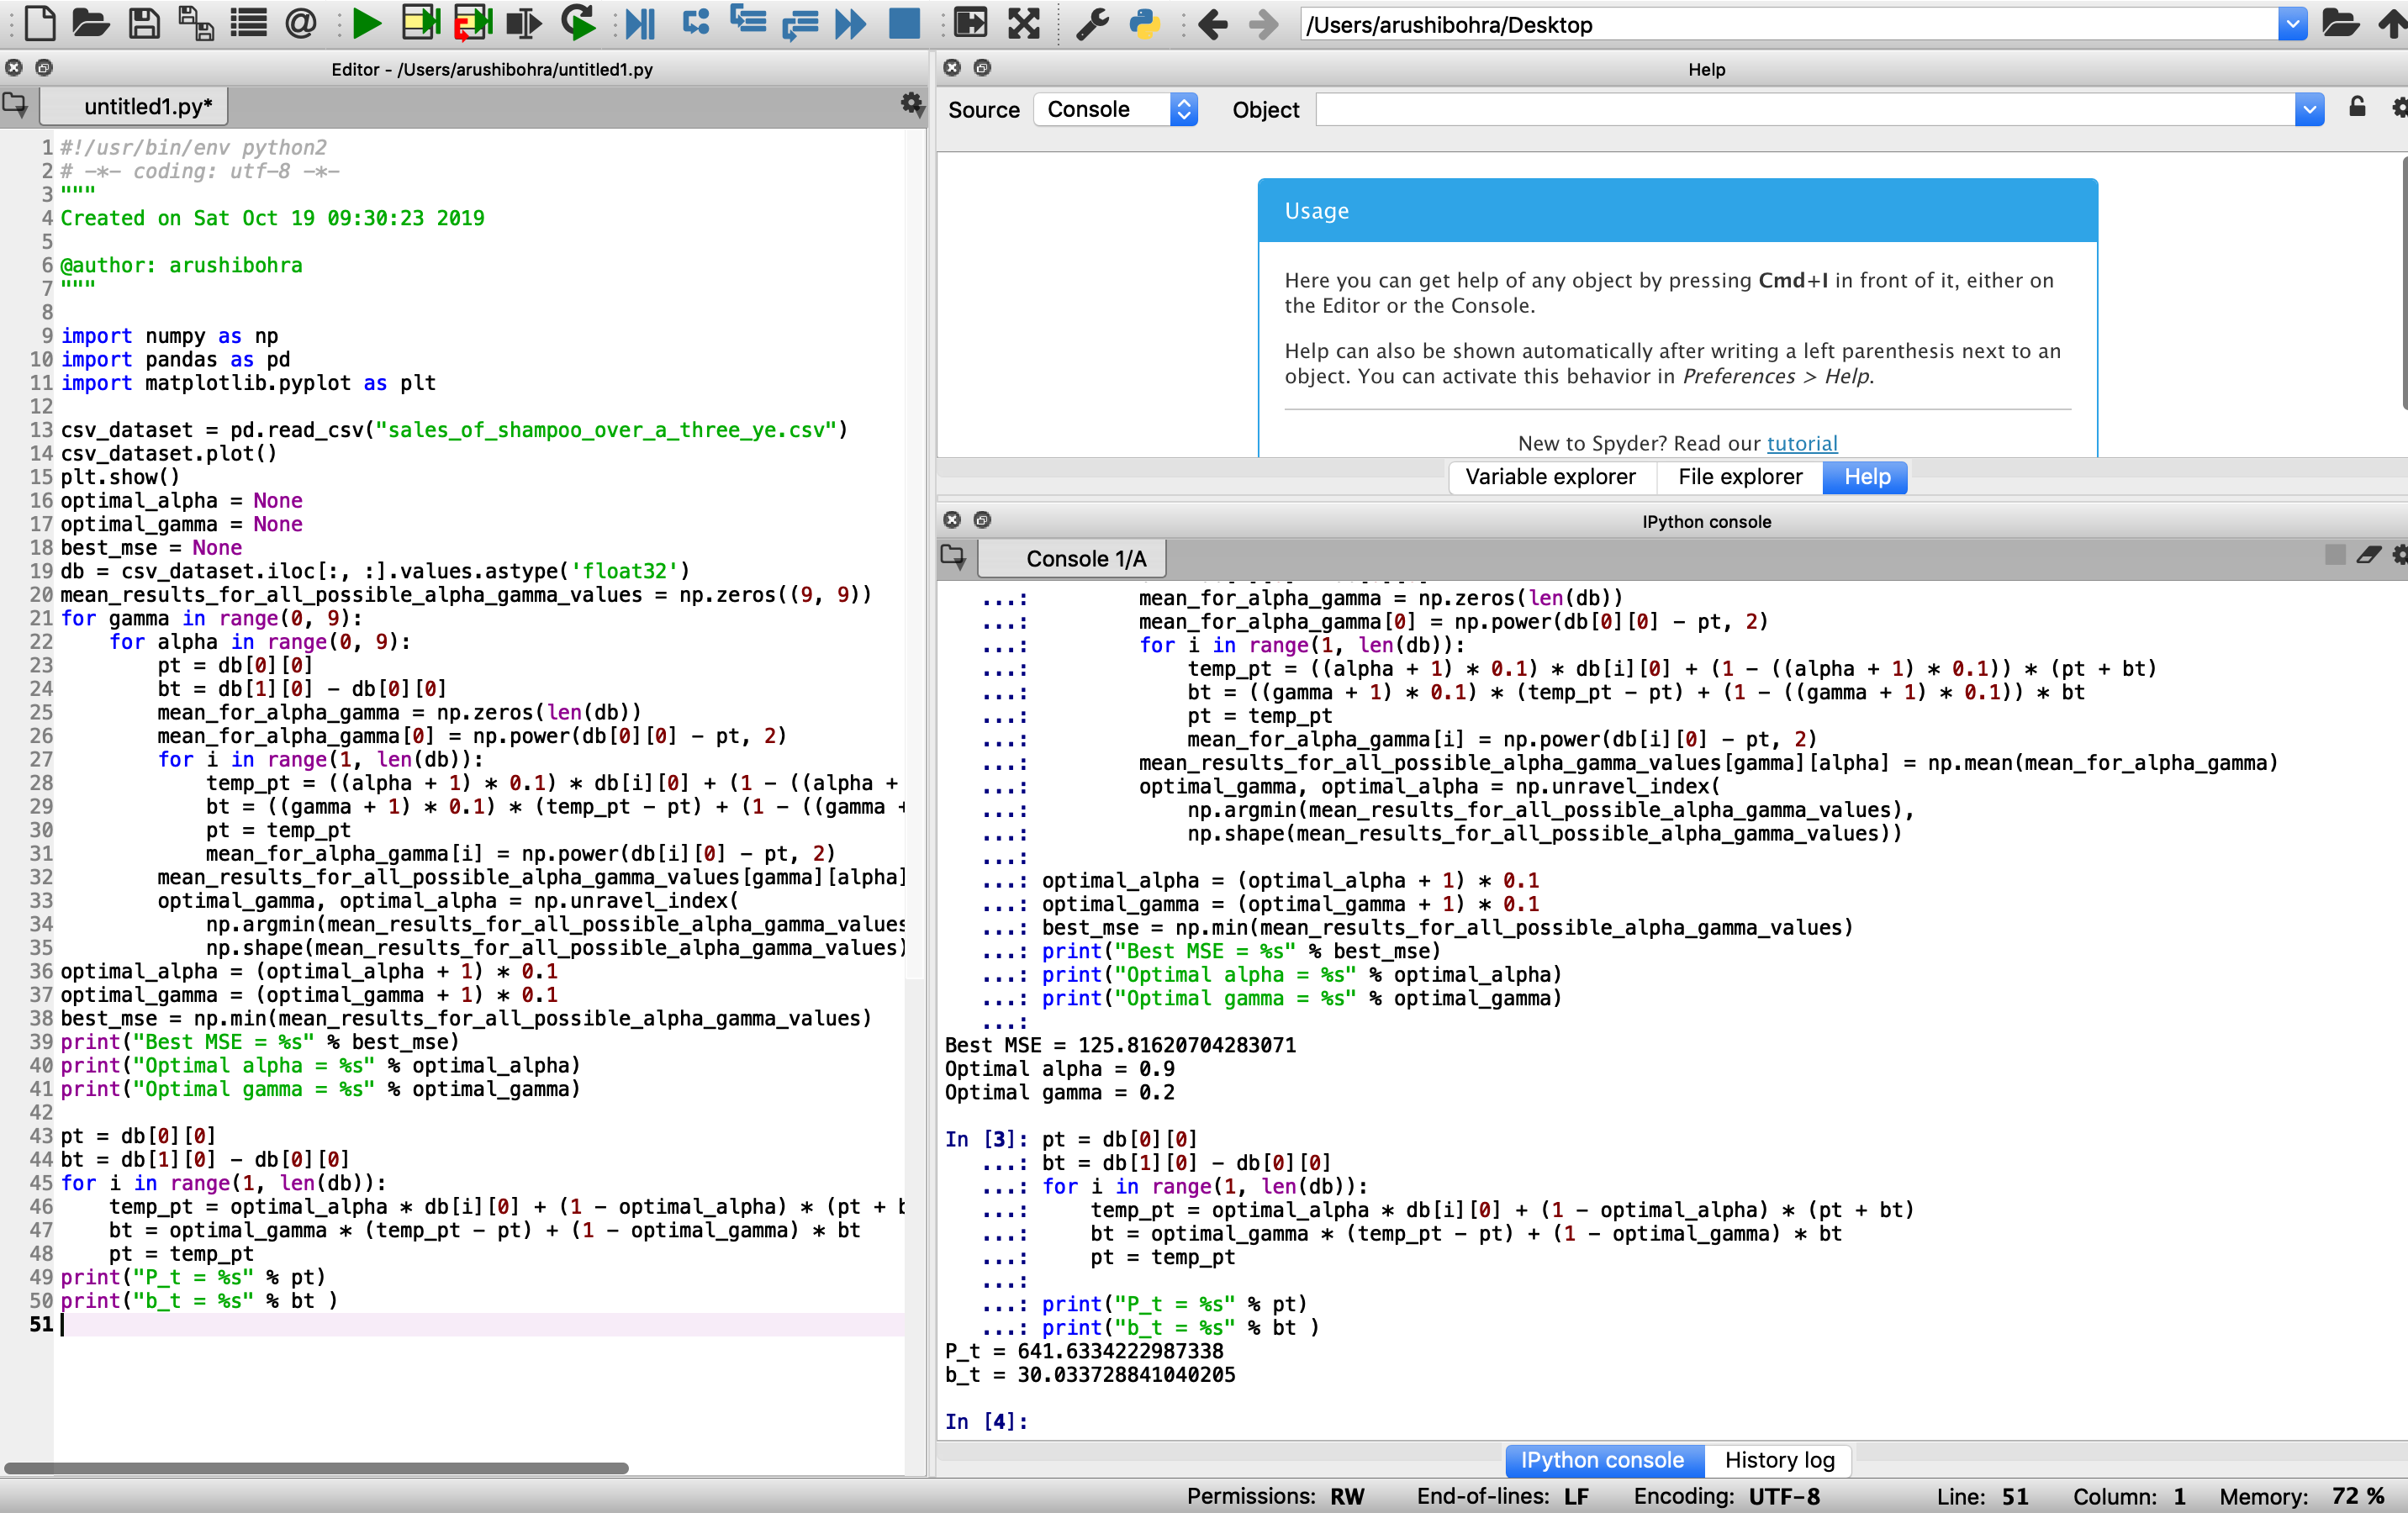 /Users/arushibohra/Desktop
Editor - /Users/arushibohra/untitled1.py
untitled1.py*
1 #!/usr/bin/env python2
2 # -*- coding: utf-8 -*-
3 """
4 Created on Sat Oct 19 09:30:23 2019
5
6 @author: arushibohra
7 """
8
9 import numpy as np
10 import pandas as pd
11 import matplotlib.pyplot as plt
12
13 csv_dataset = pd.read_csv("sales_of_shampoo_over_a_three_ye.csv")
14 csv_dataset.plot()
15 plt.show()
16 optimal_alpha = None
17 optimal_gamma = None
18 best_mse = None
19 db = csv_dataset.iloc[:, :].values.astype('float32')
20 mean_results_for_all_possible_alpha_gamma_values = np.zeros((9, 9))
21 for gamma in range(0, 9):
22     for alpha in range(0, 9):
23         pt = db[0][0]
24         bt = db[1][0] - db[0][0]
25         mean_for_alpha_gamma = np.zeros(len(db))
26         mean_for_alpha_gamma[0] = np.power(db[0][0] - pt, 2)
27         for i in range(1, len(db)):
28             temp_pt = ((alpha + 1) * 0.1) * db[i][0] + (1 - ((alpha +
29             bt = ((gamma + 1) * 0.1) * (temp_pt - pt) + (1 - ((gamma +
30             pt = temp_pt
31             mean_for_alpha_gamma[i] = np.power(db[i][0] - pt, 2)
32         mean_results_for_all_possible_alpha_gamma_values[gamma][alpha]
33         optimal_gamma, optimal_alpha = np.unravel_index(
34             np.argmin(mean_results_for_all_possible_alpha_gamma_values
35             np.shape(mean_results_for_all_possible_alpha_gamma_values)
36 optimal_alpha = (optimal_alpha + 1) * 0.1
37 optimal_gamma = (optimal_gamma + 1) * 0.1
38 best_mse = np.min(mean_results_for_all_possible_alpha_gamma_values)
39 print("Best MSE = %s" % best_mse)
40 print("Optimal alpha = %s" % optimal_alpha)
41 print("Optimal gamma = %s" % optimal_gamma)
42
43 pt = db[0][0]
44 bt = db[1][0] - db[0][0]
45 for i in range(1, len(db)):
46     temp_pt = optimal_alpha * db[i][0] + (1 - optimal_alpha) * (pt + b
47     bt = optimal_gamma * (temp_pt - pt) + (1 - optimal_gamma) * bt
48     pt = temp_pt
49 print("P_t = %s" % pt)
50 print("b_t = %s" % bt )
51
Help
Source Console Object
Usage
Here you can get help of any object by pressing Cmd+I in front of it, either on
the Editor or the Console.
Help can also be shown automatically after writing a left parenthesis next to an
object. You can activate this behavior in Preferences > Help.
New to Spyder? Read our tutorial
Variable explorer File explorer Help
IPython console
Console 1/A
...:         mean_for_alpha_gamma = np.zeros(len(db))
...:         mean_for_alpha_gamma[0] = np.power(db[0][0] - pt, 2)
...:         for i in range(1, len(db)):
...:             temp_pt = ((alpha + 1) * 0.1) * db[i][0] + (1 - ((alpha + 1) * 0.1)) * (pt + bt)
...:             bt = ((gamma + 1) * 0.1) * (temp_pt - pt) + (1 - ((gamma + 1) * 0.1)) * bt
...:             pt = temp_pt
...:             mean_for_alpha_gamma[i] = np.power(db[i][0] - pt, 2)
...:         mean_results_for_all_possible_alpha_gamma_values[gamma][alpha] = np.mean(mean_for_alpha_gamma)
...:         optimal_gamma, optimal_alpha = np.unravel_index(
...:             np.argmin(mean_results_for_all_possible_alpha_gamma_values),
...:             np.shape(mean_results_for_all_possible_alpha_gamma_values))
...:
...: optimal_alpha = (optimal_alpha + 1) * 0.1
...: optimal_gamma = (optimal_gamma + 1) * 0.1
...: best_mse = np.min(mean_results_for_all_possible_alpha_gamma_values)
...: print("Best MSE = %s" % best_mse)
...: print("Optimal alpha = %s" % optimal_alpha)
...: print("Optimal gamma = %s" % optimal_gamma)
...:
Best MSE = 125.81620704283071
Optimal alpha = 0.9
Optimal gamma = 0.2
In [3]: pt = db[0][0]
...: bt = db[1][0] - db[0][0]
...: for i in range(1, len(db)):
...:     temp_pt = optimal_alpha * db[i][0] + (1 - optimal_alpha) * (pt + bt)
...:     bt = optimal_gamma * (temp_pt - pt) + (1 - optimal_gamma) * bt
...:     pt = temp_pt
...:
...: print("P_t = %s" % pt)
...: print("b_t = %s" % bt )
P_t = 641.6334222987338
b_t = 30.033728841040205
In [4]:
IPython console History log
Permissions: RW End-of-lines: LF Encoding: UTF-8 Line: 51 Column: 1 Memory: 72 %